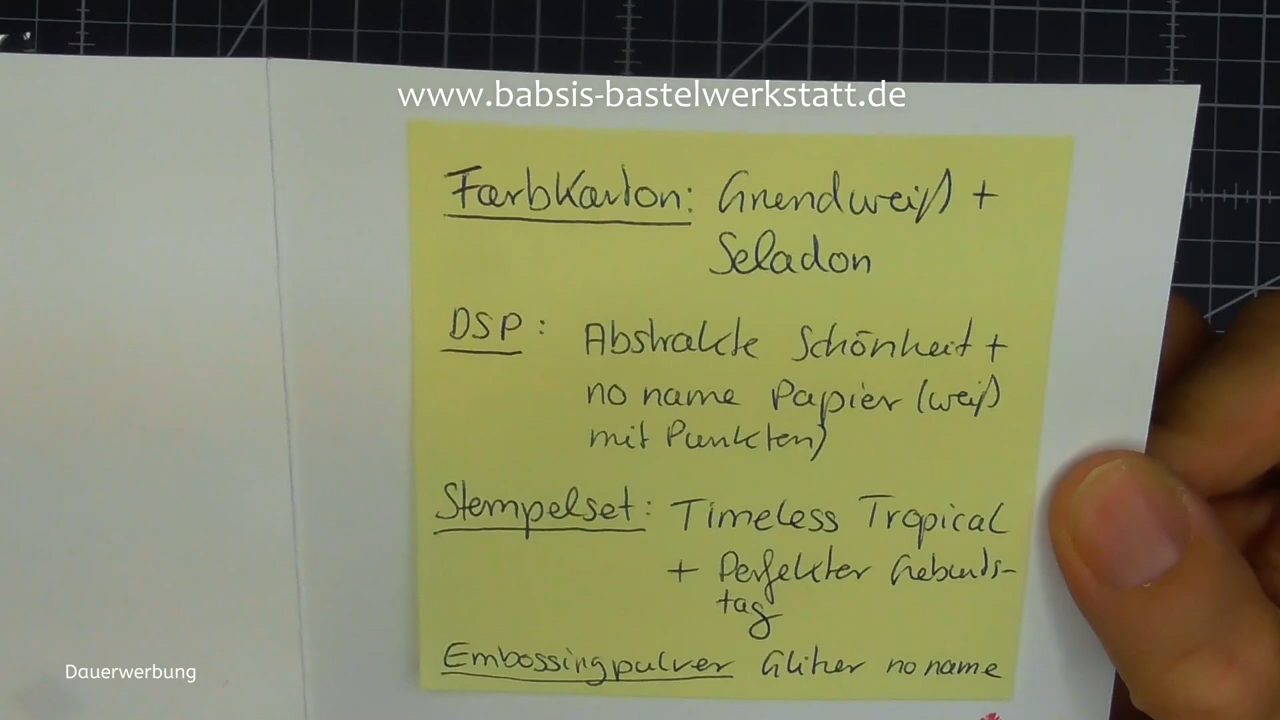 www.babsis-bastelwerkstatt.de
Farbkarton: Grundweiß +
Seladon
DSP: Abstrakte Schönheit +
no name Papier (weiß
mit Punkten)
Stempelset: Timeless Tropical
+ Perfekter Geburts-
tag
Embossingpulver Glitzer no name
Dauerwerbung